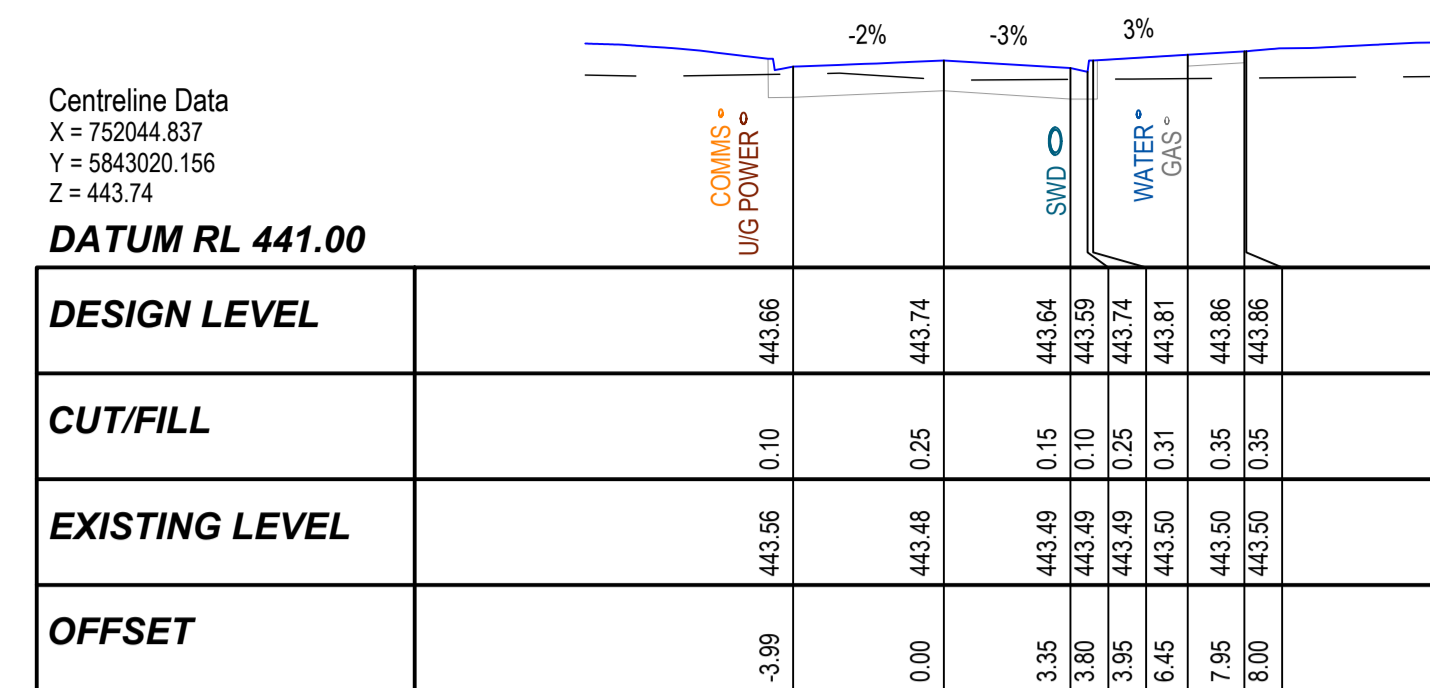 -2% -3% 3%
Centreline Data
X = 752044.837
Y = 5843020.156
Z = 443.74
DATUM RL 441.00
COMMS
U/G POWER
SWD
WATER
GAS
DESIGN LEVEL 443.66 443.74 443.64 443.59 443.74 443.81 443.86 443.86
CUT/FILL 0.10 0.25 0.15 0.10 0.25 0.31 0.35 0.35
EXISTING LEVEL 443.56 443.48 443.49 443.49 443.49 443.50 443.50 443.50
OFFSET -3.99 0.00 3.35 3.80 3.95 6.45 7.95 8.00